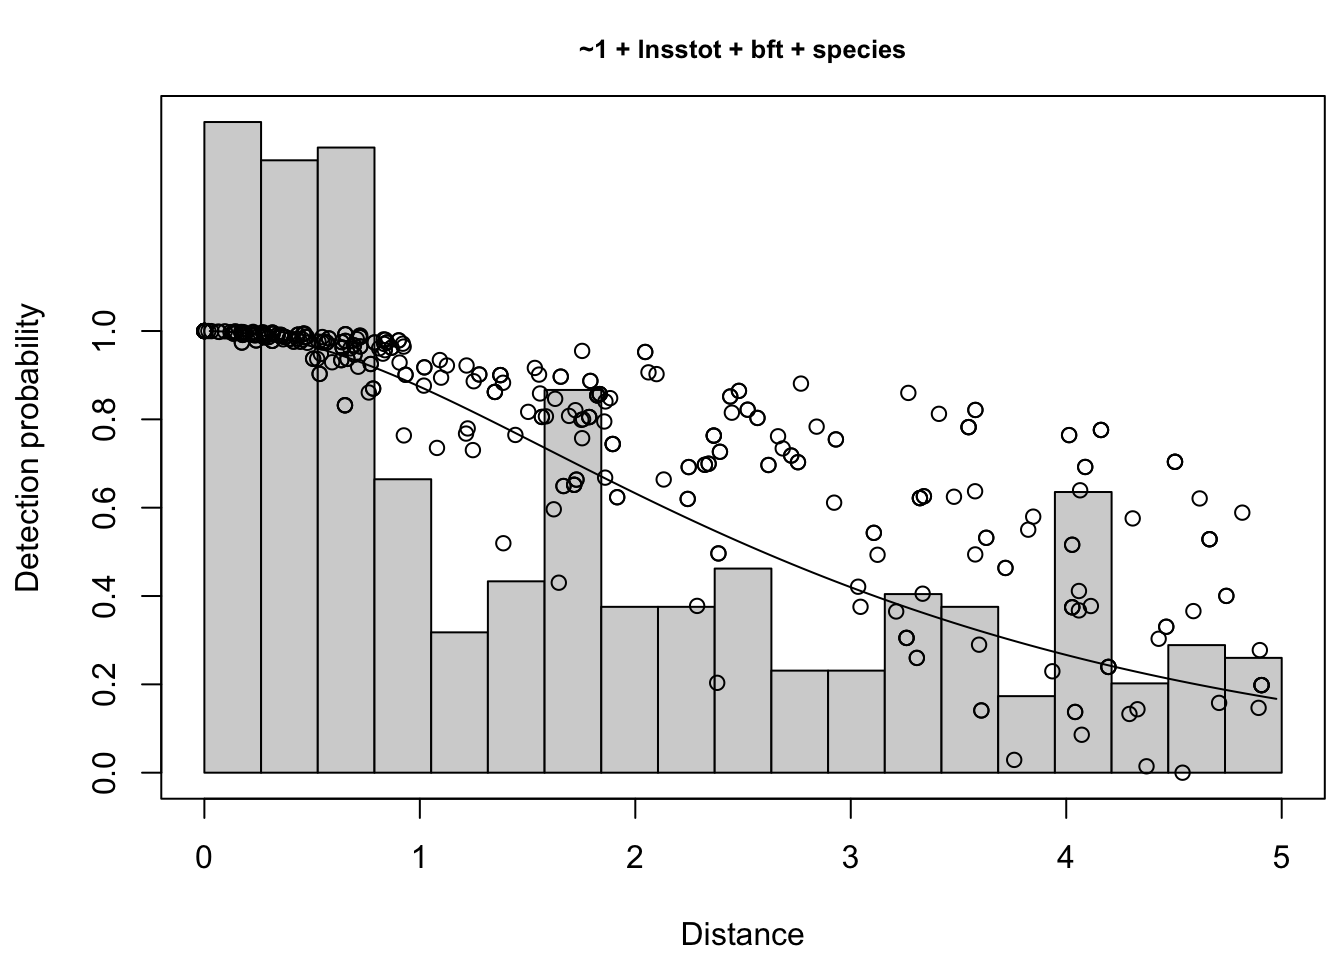 ~1 + lnsstot + bft + species
Detection probability
1.0
0.8
0.6
0.4
0.2
0.0
0 1 2 3 4 5
Distance